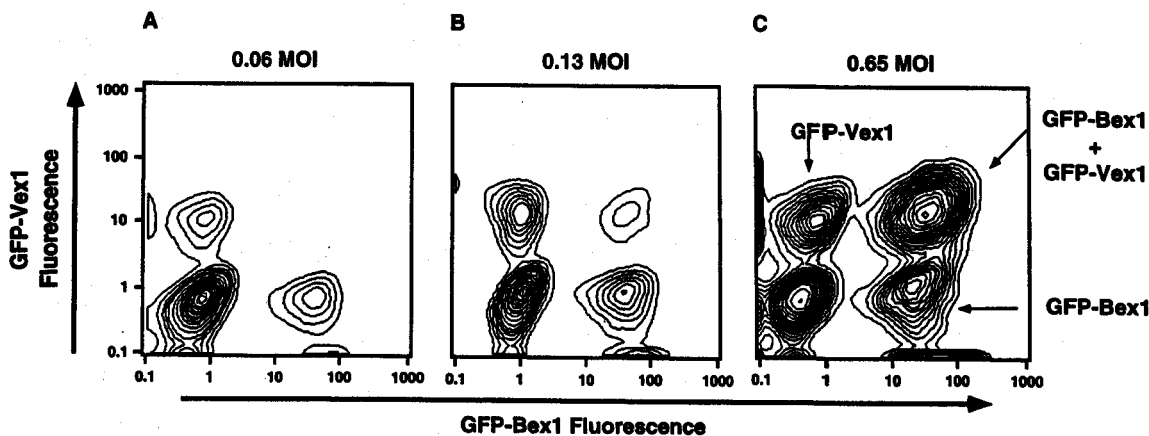 A
B
C
0.06 MOI
0.13 MOI
0.65 MOI
GFP-Vex1
Fluorescence
1000
100
10
1
0.1
0.1 1 10 100 1000
0.1 1 10 100 1000
0.1 1 10 100 1000
GFP-Vex1
GFP-Bex1
+
GFP-Vex1
GFP-Bex1
GFP-Bex1 Fluorescence